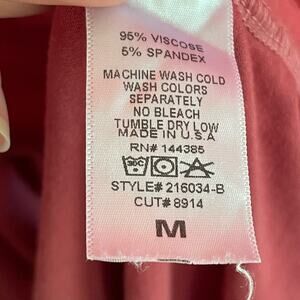 95% VISCOSE
5% SPANDEX
MACHINE WASH COLD
WASH COLORS
SEPARATELY
NO BLEACH
TUMBLE DRY LOW
MADE IN U.S.A
RN# 144385
STYLE# 216034-B
CUT# 8914
M